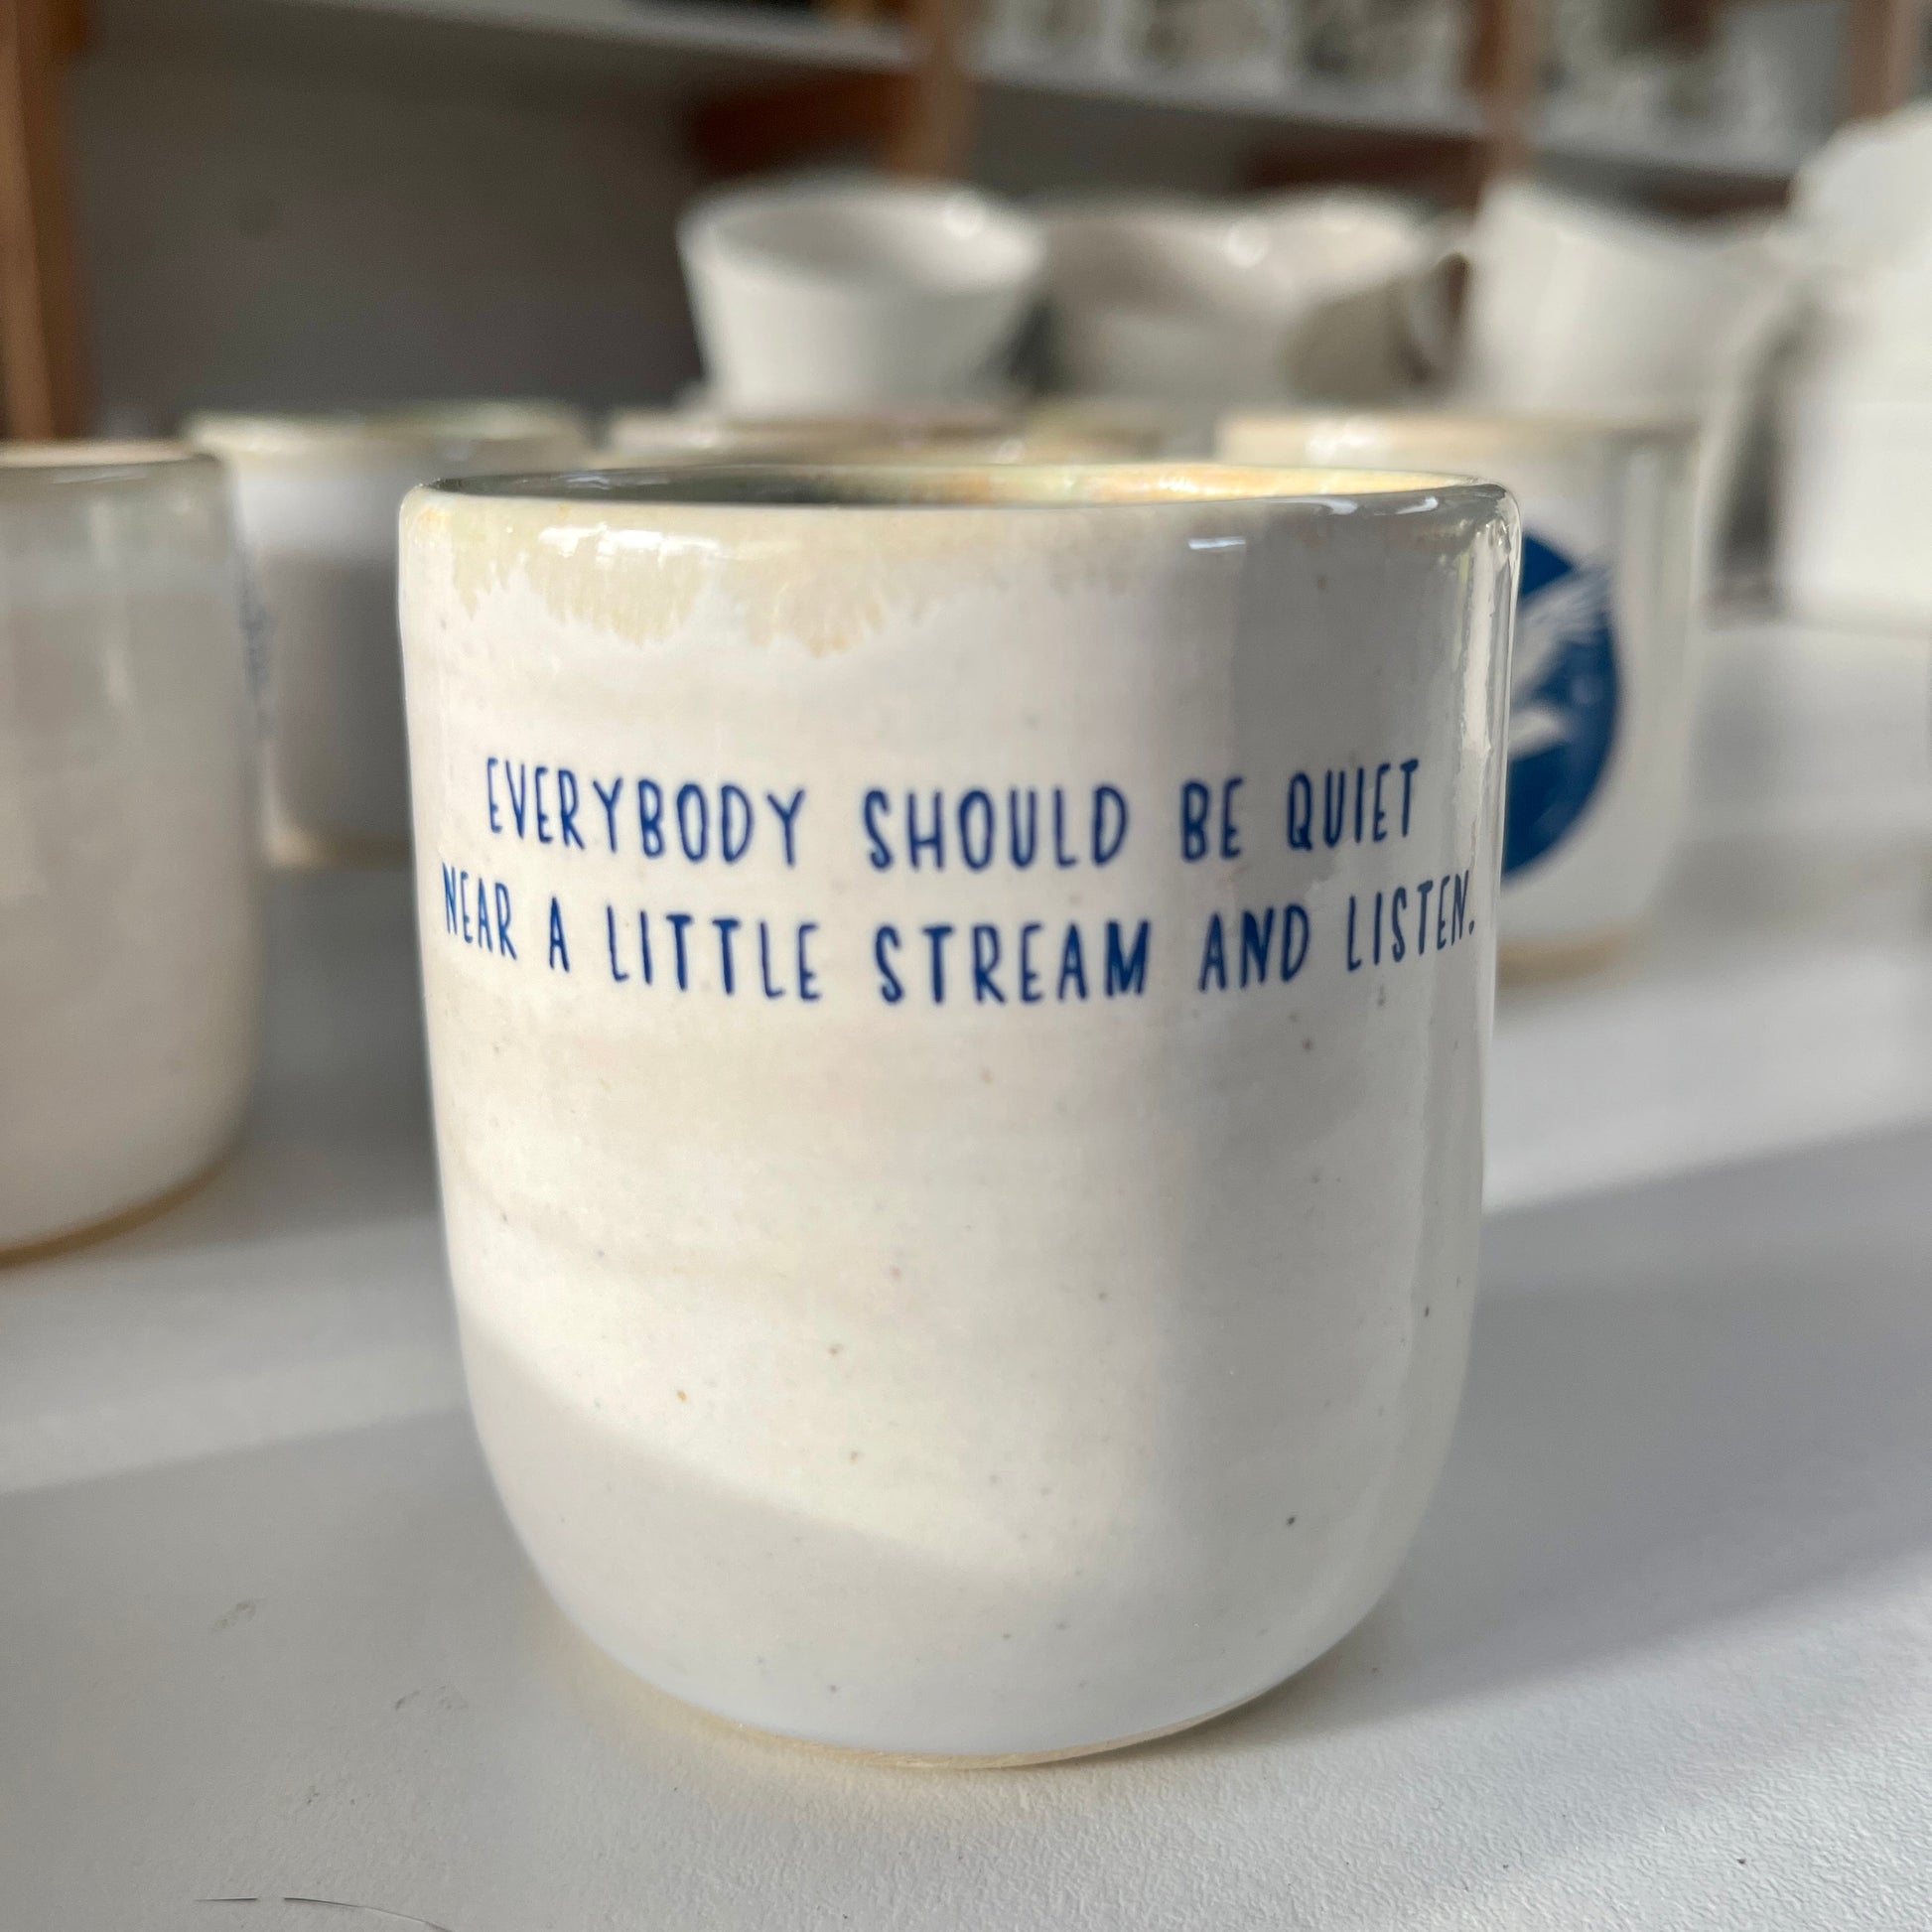 EVERYBODY SHOULD BE QUIET
NEAR A LITTLE STREAM AND LISTEN.